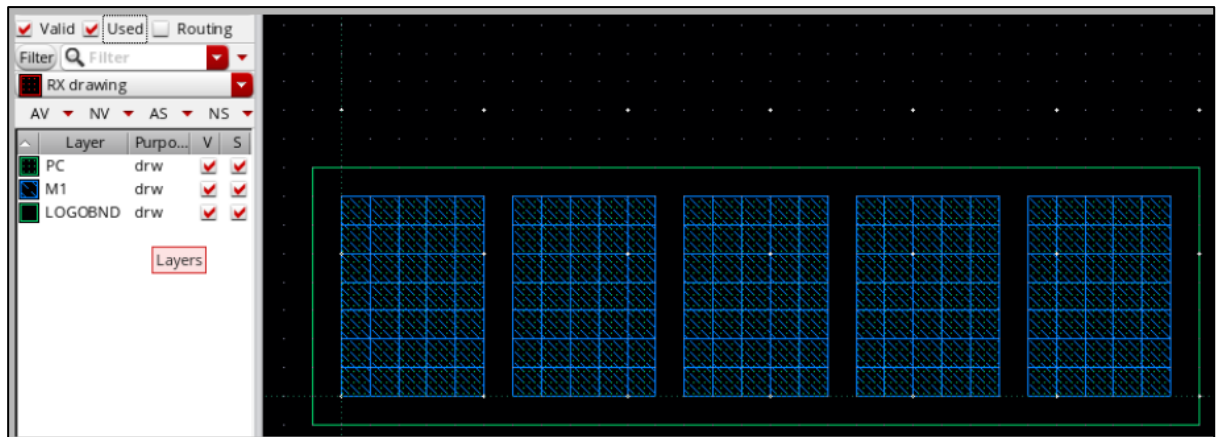 Valid Used Routing
Filter Filter
RX drawing
AV NV AS NS
Layer Purpo... V S
PC drw
M1 drw
LOGOBND drw
Layers